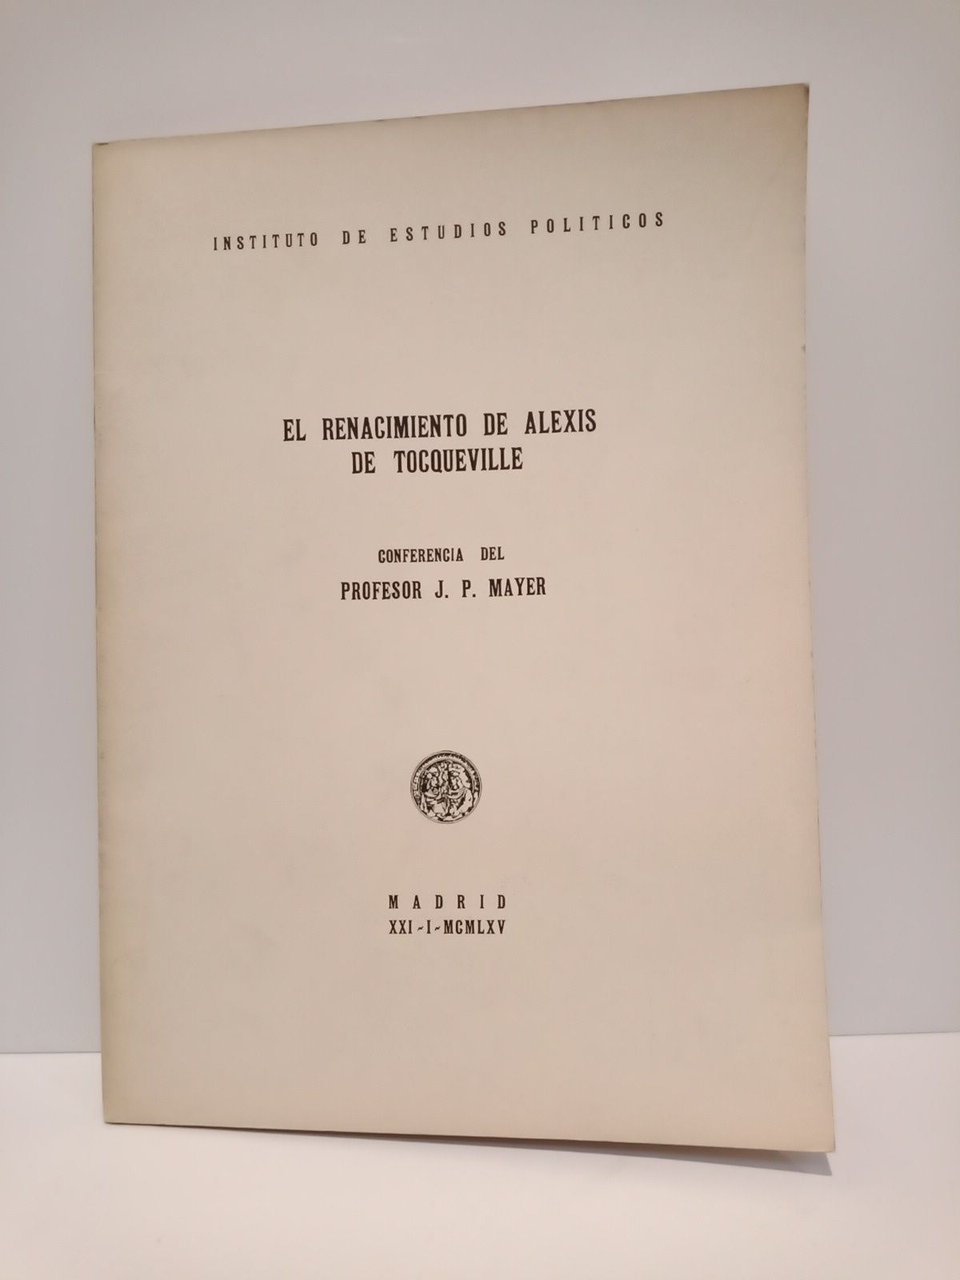 INSTITUTO DE ESTUDIOS POLITICOS
EL RENACIMIENTO DE ALEXIS
DE TOCQUEVILLE
CONFERENCIA DEL
PROFESOR J. P. MAYER
MADRID
XXI-I-MCMLXV